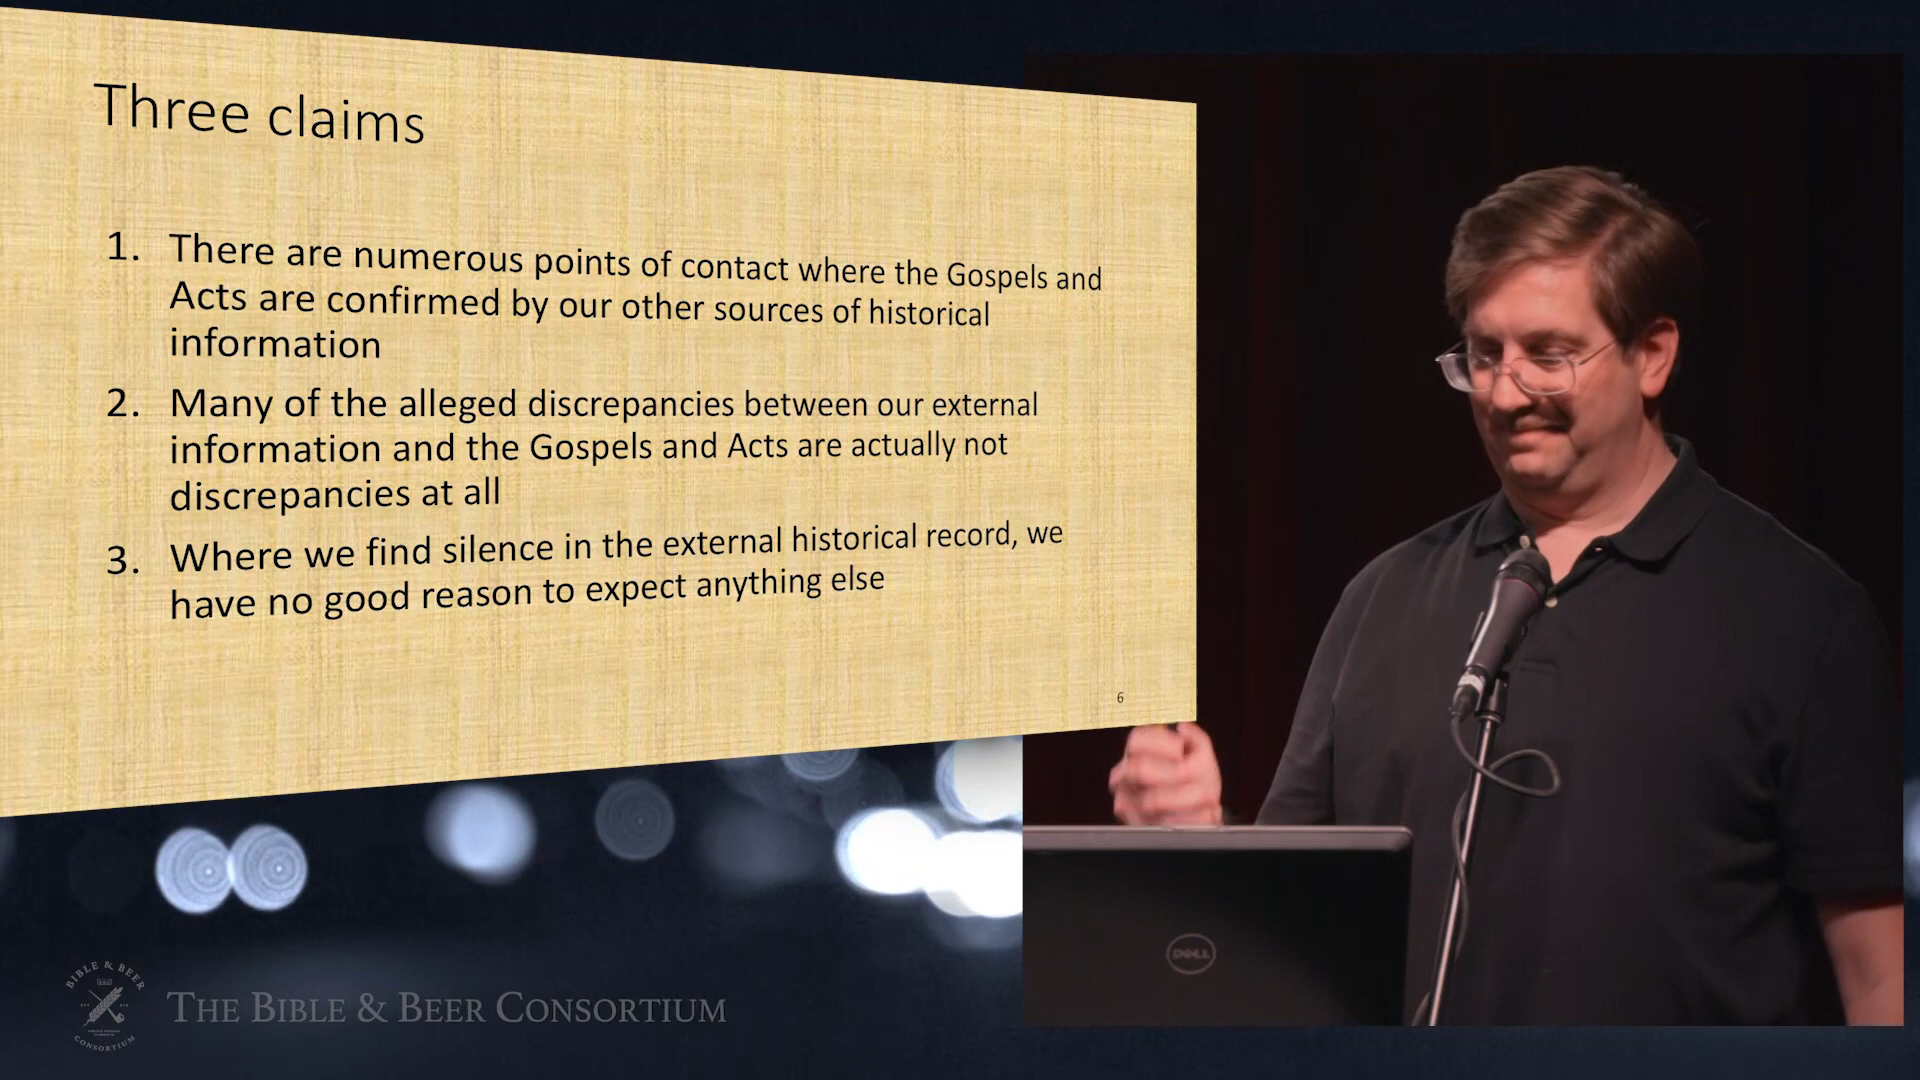 Three claims
1. There are numerous points of contact where the Gospels and
Acts are confirmed by our other sources of historical
information
2. Many of the alleged discrepancies between our external
information and the Gospels and Acts are actually not
discrepancies at all
3. Where we find silence in the external historical record, we
have no good reason to expect anything else
6
DELL
BIBLE & BEER
CONSORTIUM
THE BIBLE & BEER CONSORTIUM